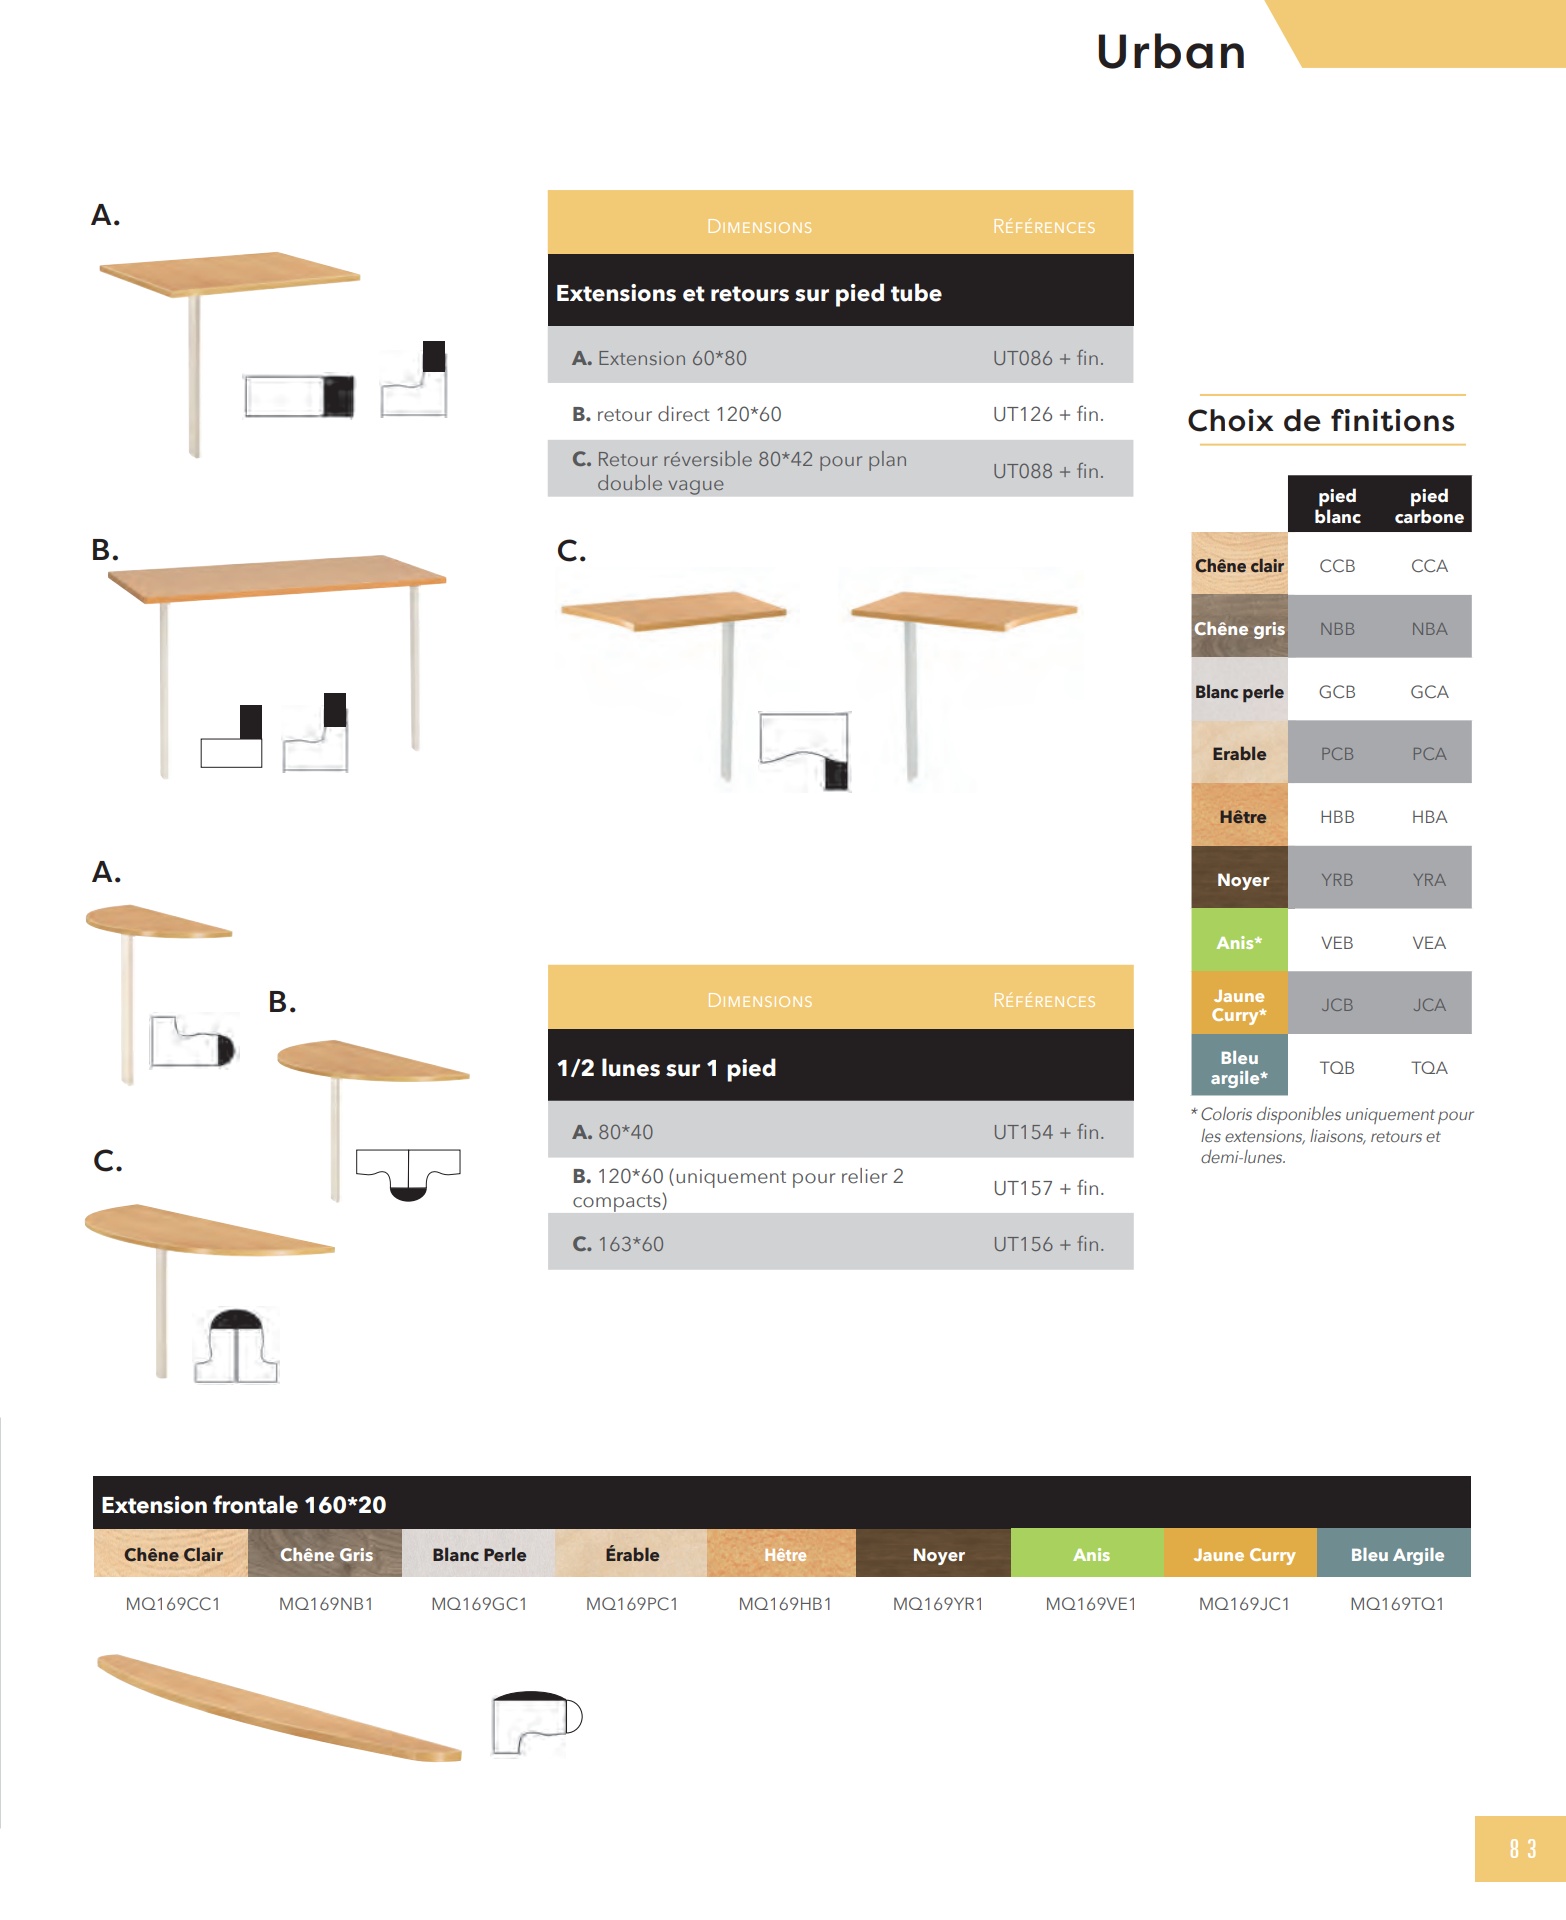 Urban
A.
DIMENSIONS RÉFÉRENCES
Extensions et retours sur pied tube
A. Extension 60*80 UT086 + fin.
B. retour direct 120*60 UT126 + fin.
C. Retour réversible 80*42 pour plan
double vague UT088 + fin.
B.
C.
Choix de finitions
pied blanc pied carbone
Chêne clair CCB CCA
Chêne gris NBB NBA
Blanc perle GCB GCA
Erable PCB PCA
Hêtre HBB HBA
Noyer YRB YRA
Anis* VEB VEA
Jaune Curry* JCB JCA
Bleu argile* TQB TQA
* Coloris disponibles uniquement pour
les extensions, liaisons, retours et
demi-lunes.
A.
B.
C.
DIMENSIONS RÉFÉRENCES
1/2 lunes sur 1 pied
A. 80*40 UT154 + fin.
B. 120*60 (uniquement pour relier 2
compacts) UT157 + fin.
C. 163*60 UT156 + fin.
Extension frontale 160*20
Chêne Clair Chêne Gris Blanc Perle Érable Hêtre Noyer Anis Jaune Curry Bleu Argile
MQ169CC1 MQ169NB1 MQ169GC1 MQ169PC1 MQ169HB1 MQ169YR1 MQ169VE1 MQ169JC1 MQ169TQ1
83